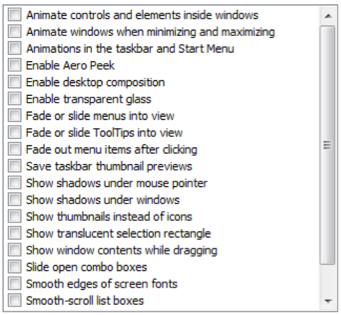 Animate controls and elements inside windows
Animate windows when minimizing and maximizing
Animations in the taskbar and Start Menu
Enable Aero Peek
Enable desktop composition
Enable transparent glass
Fade or slide menus into view
Fade or slide ToolTips into view
Fade out menu items after clicking
Save taskbar thumbnail previews
Show shadows under mouse pointer
Show shadows under windows
Show thumbnails instead of icons
Show translucent selection rectangle
Show window contents while dragging
Slide open combo boxes
Smooth edges of screen fonts
Smooth-scroll list boxes